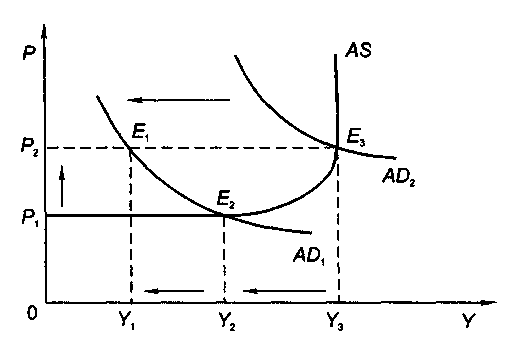 P
AS
E₁
E₃
P₂
AD₂
E₂
P₁
AD₁
0
Y₁
Y₂
Y₃
Y